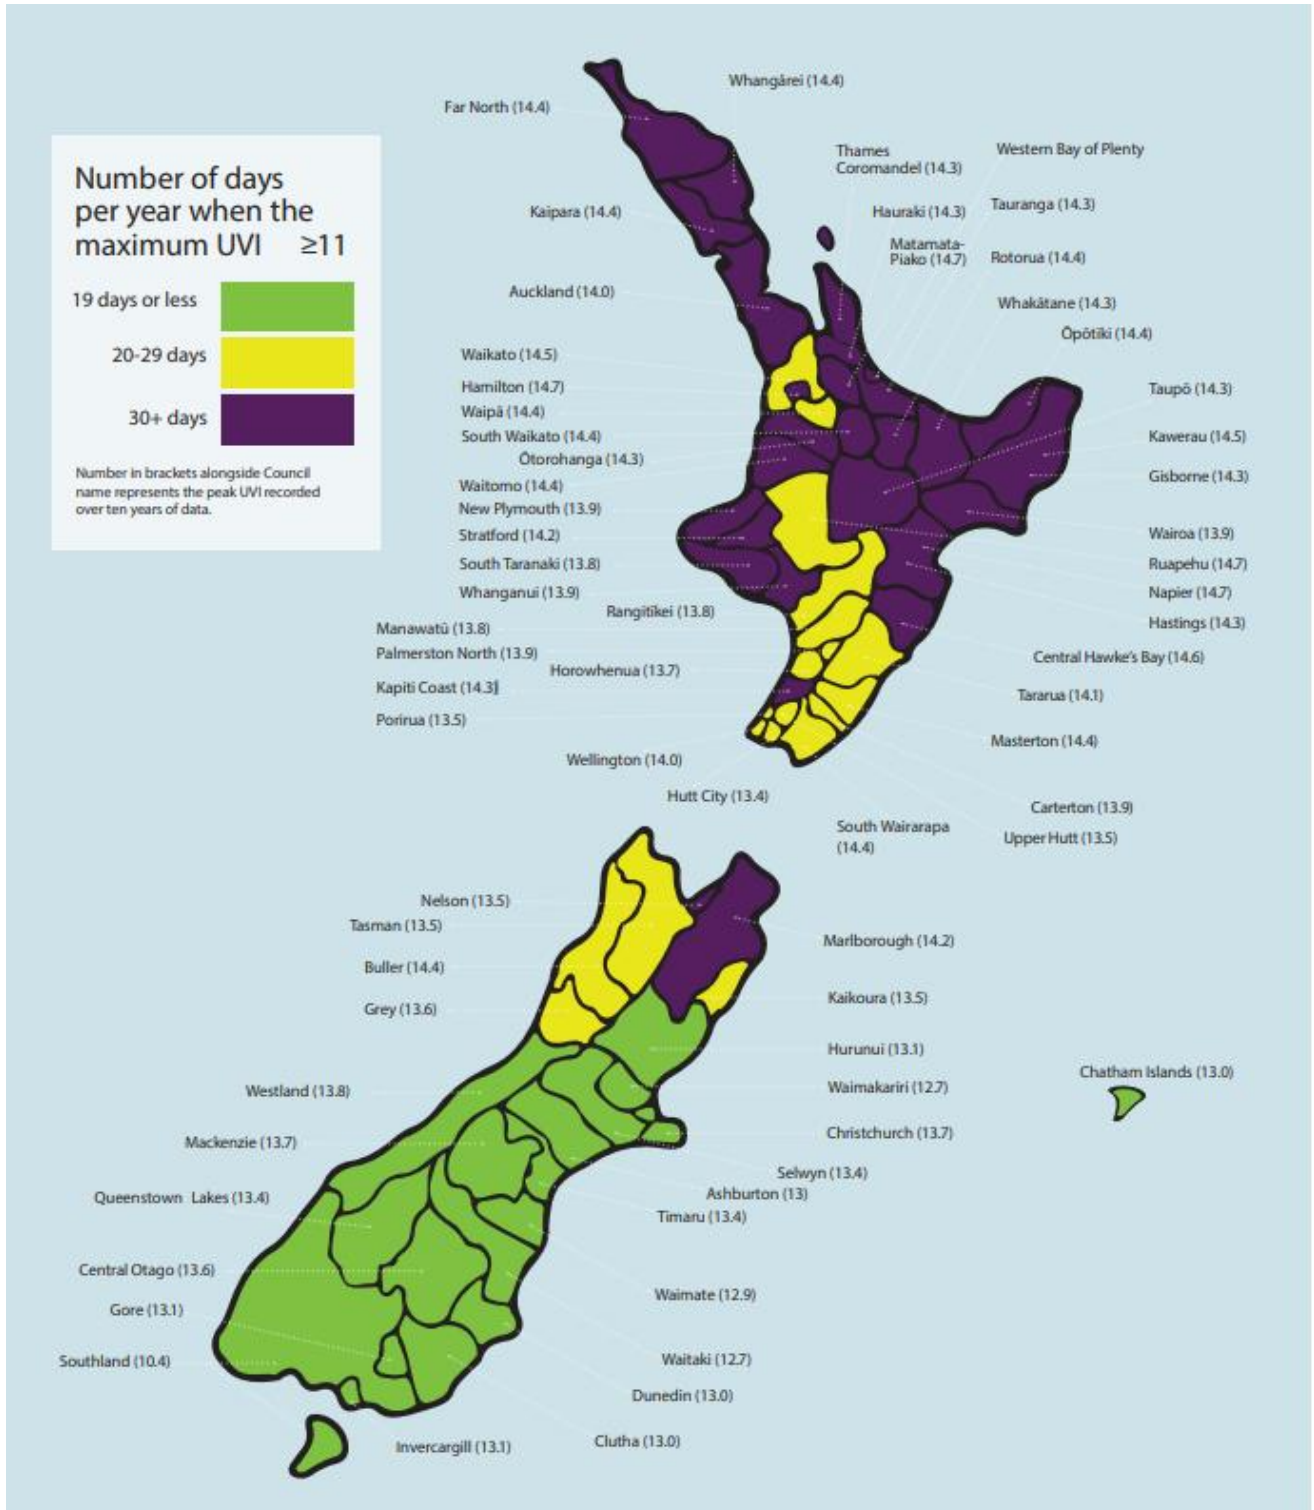 Number of days
per year when the
maximum UVI ≥11
19 days or less
20-29 days
30+ days
Number in brackets alongside Council
name represents the peak UVI recorded
over ten years of data.
Whangārei (14.4)
Far North (14.4)
Thames
Coromandel (14.3)
Western Bay of Plenty
Kaipara (14.4)
Hauraki (14.3)
Tauranga (14.3)
Matamata-
Piako (14.7)
Rotorua (14.4)
Auckland (14.0)
Whakātane (14.3)
Ōpōtiki (14.4)
Waikato (14.5)
Hamilton (14.7)
Taupō (14.3)
Waipā (14.4)
South Waikato (14.4)
Kawerau (14.5)
Ōtorohanga (14.3)
Gisborne (14.3)
Waitomo (14.4)
New Plymouth (13.9)
Stratford (14.2)
Wairoa (13.9)
South Taranaki (13.8)
Ruapehu (14.7)
Whanganui (13.9)
Napier (14.7)
Rangitīkei (13.8)
Hastings (14.3)
Manawatū (13.8)
Palmerston North (13.9)
Central Hawke's Bay (14.6)
Horowhenua (13.7)
Kapiti Coast (14.3)
Tararua (14.1)
Porirua (13.5)
Masterton (14.4)
Wellington (14.0)
Hutt City (13.4)
Carterton (13.9)
South Wairarapa
(14.4)
Upper Hutt (13.5)
Nelson (13.5)
Tasman (13.5)
Marlborough (14.2)
Buller (14.4)
Kaikoura (13.5)
Grey (13.6)
Hurunui (13.1)
Chatham Islands (13.0)
Westland (13.8)
Waimakariri (12.7)
Mackenzie (13.7)
Christchurch (13.7)
Selwyn (13.4)
Queenstown Lakes (13.4)
Ashburton (13)
Timaru (13.4)
Central Otago (13.6)
Waimate (12.9)
Gore (13.1)
Southland (10.4)
Waitaki (12.7)
Dunedin (13.0)
Clutha (13.0)
Invercargill (13.1)